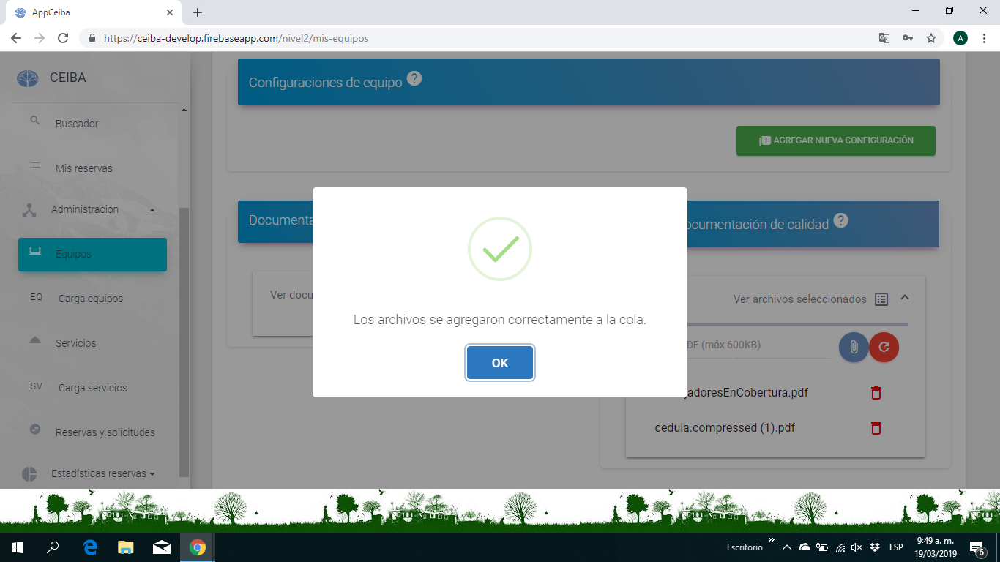 AppCeiba
https://ceiba-develop.firebaseapp.com/nivel2/mis-equipos
A
CEIBA
Buscador
Mis reservas
Administración
Equipos
EQ Carga equipos
Servicios
SV Carga servicios
Reservas y solicitudes
Estadísticas reservas
Configuraciones de equipo ?
AGREGAR NUEVA CONFIGURACIÓN
Documenta
ocumentación de calidad ?
Ver docu
Ver archivos seleccionados
DF (máx 600KB)
jadoresEnCobertura.pdf
cedula.compressed (1).pdf
Los archivos se agregaron correctamente a la cola.
OK
Escritorio
ESP
9:49 a. m.
19/03/2019
6